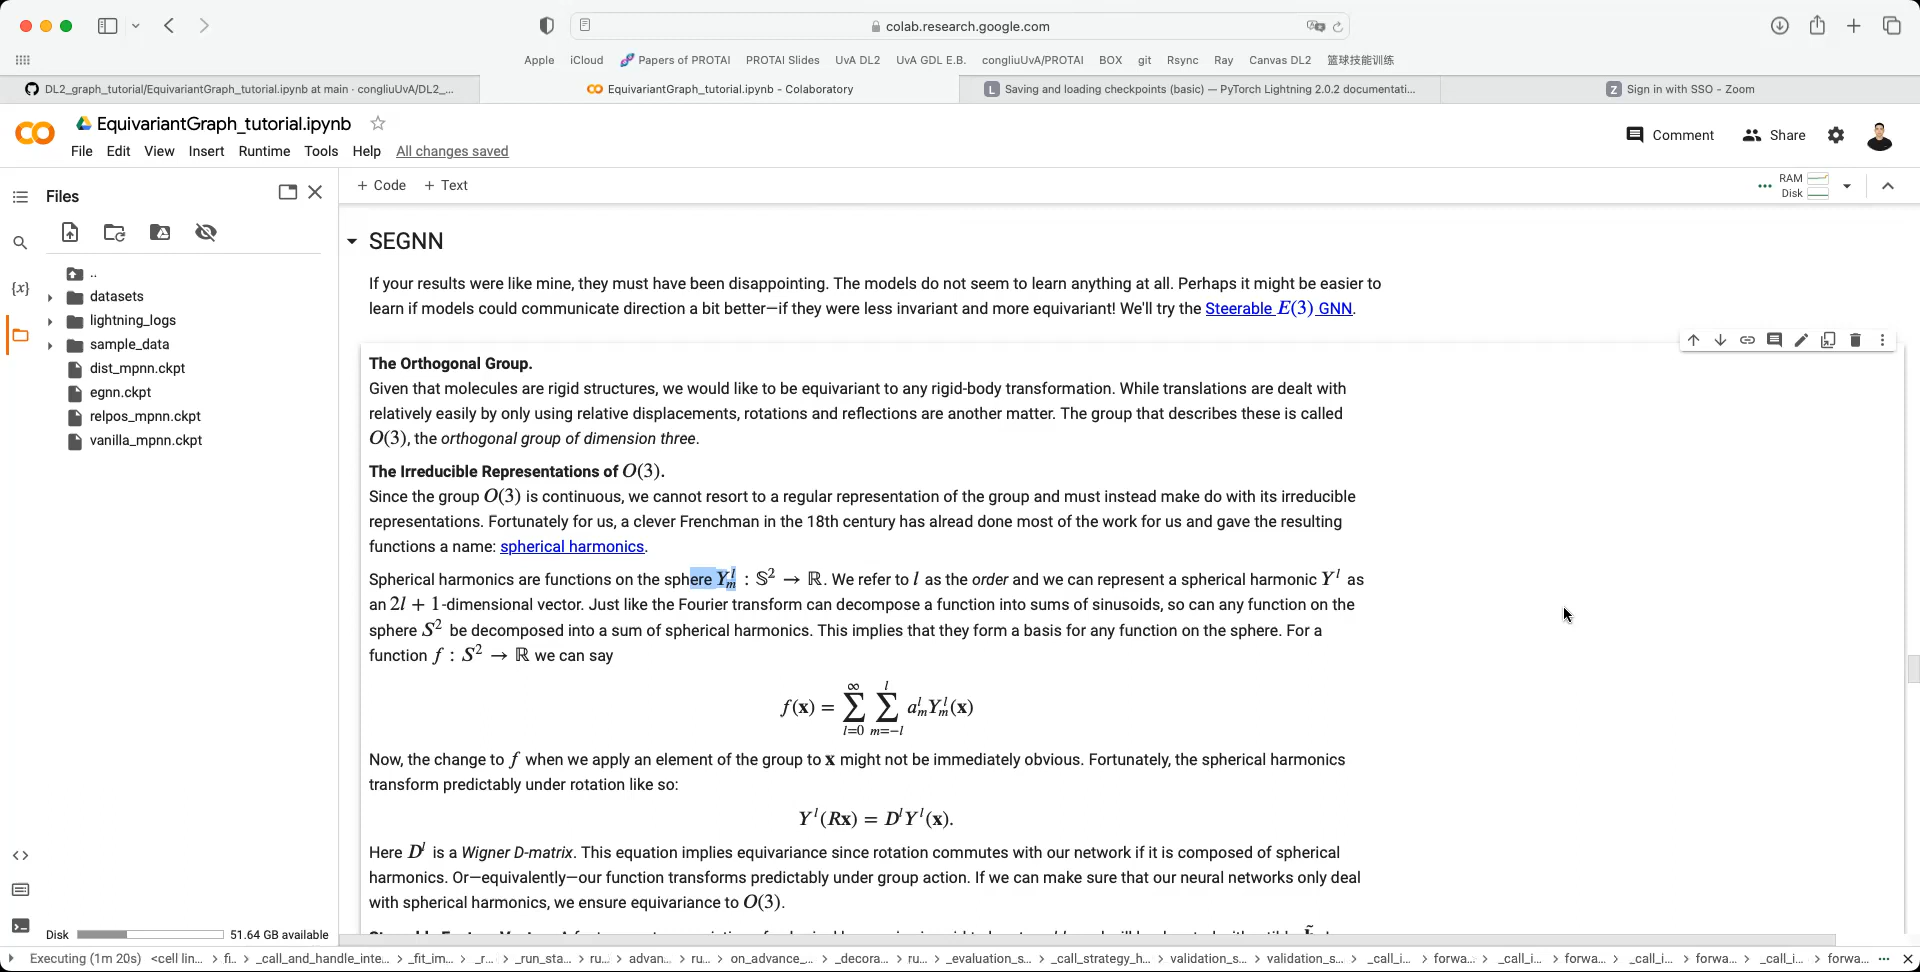 colab.research.google.com
Apple iCloud Papers of PROTAI PROTAI Slides UvA DL2 UvA GDL E.B. congliuUvA/PROTAI BOX git Rsync Ray Canvas DL2 篮球技能训练
DL2_graph_tutorial/EquivariantGraph_tutorial.ipynb at main · congliuUvA/DL2_...
EquivariantGraph_tutorial.ipynb - Colaboratory
L Saving and loading checkpoints (basic) — PyTorch Lightning 2.0.2 documentati...
Z Sign in with SSO - Zoom
EquivariantGraph_tutorial.ipynb
Comment Share
File Edit View Insert Runtime Tools Help All changes saved
Files
+ Code + Text
RAM
Disk
{x}
..
datasets
lightning_logs
sample_data
dist_mpnn.ckpt
egnn.ckpt
relpos_mpnn.ckpt
vanilla_mpnn.ckpt
Disk 51.64 GB available
SEGNN
If your results were like mine, they must have been disappointing. The models do not seem to learn anything at all. Perhaps it might be easier to
learn if models could communicate direction a bit better—if they were less invariant and more equivariant! We'll try the Steerable E(3) GNN.
The Orthogonal Group.
Given that molecules are rigid structures, we would like to be equivariant to any rigid-body transformation. While translations are dealt with
relatively easily by only using relative displacements, rotations and reflections are another matter. The group that describes these is called
O(3), the orthogonal group of dimension three.
The Irreducible Representations of O(3).
Since the group O(3) is continuous, we cannot resort to a regular representation of the group and must instead make do with its irreducible
representations. Fortunately for us, a clever Frenchman in the 18th century has alread done most of the work for us and gave the resulting
functions a name: spherical harmonics.
Spherical harmonics are functions on the sphere Y_m^l : 𝕊² → ℝ. We refer to l as the order and we can represent a spherical harmonic Y^l as
an 2l + 1-dimensional vector. Just like the Fourier transform can decompose a function into sums of sinusoids, so can any function on the
sphere S² be decomposed into a sum of spherical harmonics. This implies that they form a basis for any function on the sphere. For a
function f : S² → ℝ we can say
f(x) = ∑_{l=0}^{∞} ∑_{m=−l}^{l} a_m^l Y_m^l(x)
Now, the change to f when we apply an element of the group to x might not be immediately obvious. Fortunately, the spherical harmonics
transform predictably under rotation like so:
Y^l(Rx) = D^l Y^l(x).
Here D^l is a Wigner D-matrix. This equation implies equivariance since rotation commutes with our network if it is composed of spherical
harmonics. Or—equivalently—our function transforms predictably under group action. If we can make sure that our neural networks only deal
with spherical harmonics, we ensure equivariance to O(3).
Executing (1m 20s) <cell lin... > fi... > _call_and_handle_inte... > _fit_im... > _r... > _run_sta... > ru... > advan... > ru... > on_advance_... > _decora... > ru... > _evaluation_s... > _call_strategy_h... > validation_s... > validation_s... > _call_i... > forwa... > _call_i... > forwa... > _call_i... > forwa... > _call_i... > forwa...